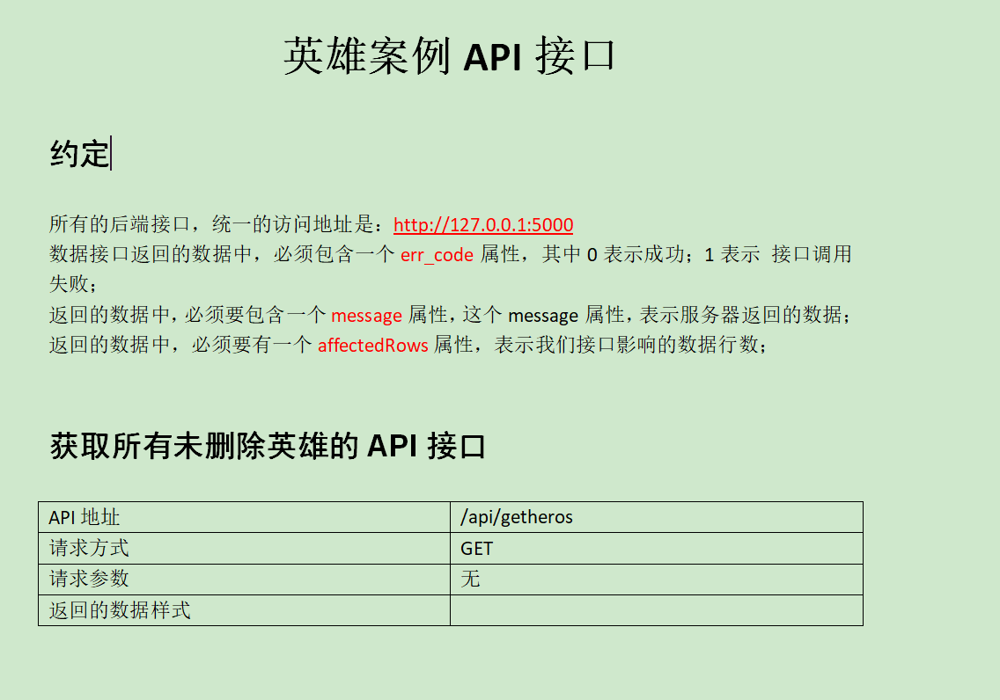 英雄案例 API 接口
约定
所有的后端接口，统一的访问地址是：http://127.0.0.1:5000
数据接口返回的数据中，必须包含一个 err_code 属性，其中 0 表示成功；1 表示 接口调用
失败；
返回的数据中，必须要包含一个 message 属性，这个 message 属性，表示服务器返回的数据；
返回的数据中，必须要有一个 affectedRows 属性，表示我们接口影响的数据行数；
获取所有未删除英雄的 API 接口
API 地址 /api/getheros
请求方式 GET
请求参数 无
返回的数据样式